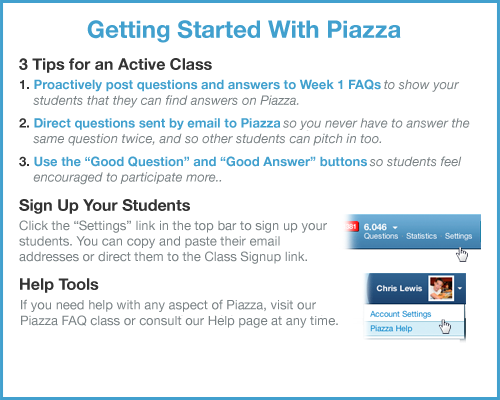 Getting Started With Piazza
3 Tips for an Active Class
1. Proactively post questions and answers to Week 1 FAQs to show your
students that they can find answers on Piazza.
2. Direct questions sent by email to Piazza so you never have to answer the
same question twice, and so other students can pitch in too.
3. Use the “Good Question” and “Good Answer” buttons so students feel
encouraged to participate more..
Sign Up Your Students
Click the “Settings” link in the top bar to sign up your
students. You can copy and paste their email
addresses or direct them to the Class Signup link.
6.046
Questions Statistics Settings
Help Tools
If you need help with any aspect of Piazza, visit our
Piazza FAQ class or consult our Help page at any time.
Chris Lewis
Account Settings
Piazza Help